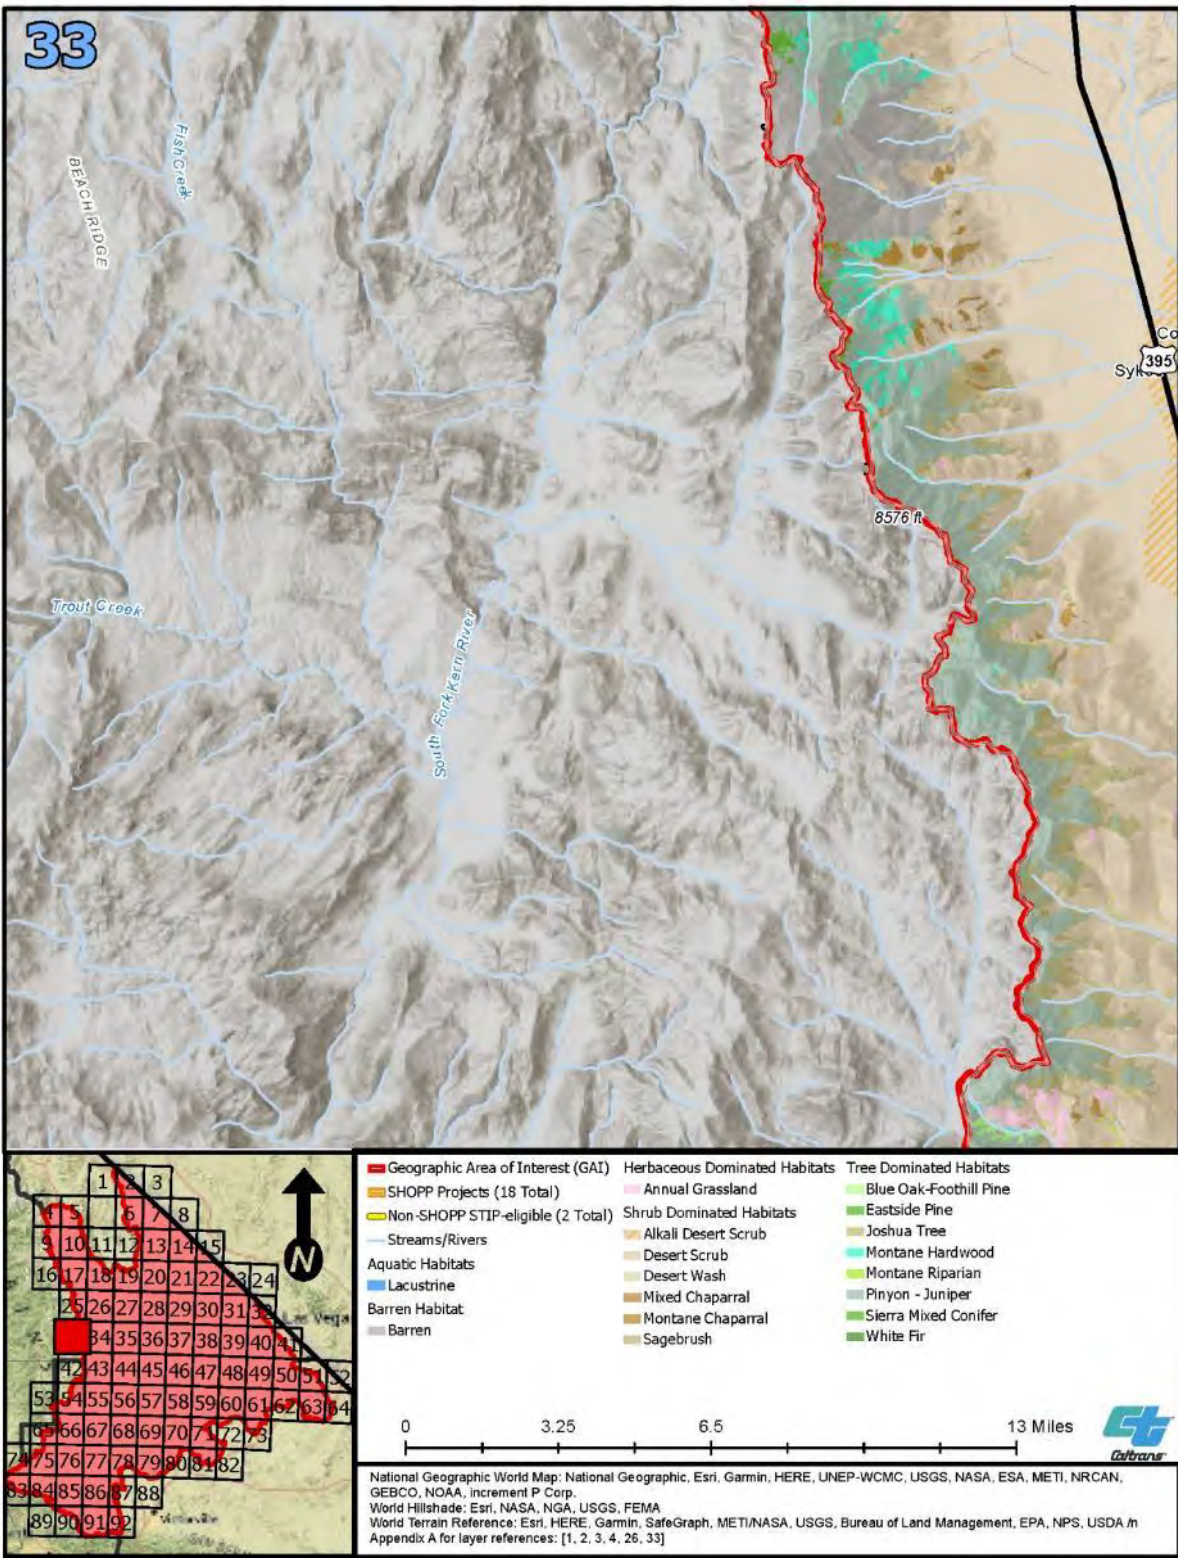 33
Fish Creek
BEACH RIDGE
Co
395
8576 ft
Trout Creek
South Fork Kern River
1 2 3
4 5 6 7 8
9 10 11 12 13 14 15
16 17 18 19 20 21 22 23 24
25 26 27 28 29 30 31 32
34 35 36 37 38 39 40 41
42 43 44 45 46 47 48 49 50 51 52
53 54 55 56 57 58 59 60 61 62 63 64
65 66 67 68 69 70 71 72 73
74 75 76 77 78 79 80 81 82
83 84 85 86 87 88
89 90 91 92
Las Vega
N
Geographic Area of Interest (GAI)
SHOPP Projects (18 Total)
Non-SHOPP STIP-eligible (2 Total)
Streams/Rivers
Aquatic Habitats
Lacustrine
Barren Habitat
Barren
Herbaceous Dominated Habitats
Annual Grassland
Shrub Dominated Habitats
Alkali Desert Scrub
Desert Scrub
Desert Wash
Mixed Chaparral
Montane Chaparral
Sagebrush
Tree Dominated Habitats
Blue Oak-Foothill Pine
Eastside Pine
Joshua Tree
Montane Hardwood
Montane Riparian
Pinyon - Juniper
Sierra Mixed Conifer
White Fir
0 3.25 6.5 13 Miles
Caltrans
National Geographic World Map: National Geographic, Esri, Garmin, HERE, UNEP-WCMC, USGS, NASA, ESA, METI, NRCAN,
GEBCO, NOAA, increment P Corp.
World Hillshade: Esri, NASA, NGA, USGS, FEMA
World Terrain Reference: Esri, HERE, Garmin, SafeGraph, METI/NASA, USGS, Bureau of Land Management, EPA, NPS, USDA /n
Appendix A for layer references: [1, 2, 3, 4, 26, 33]